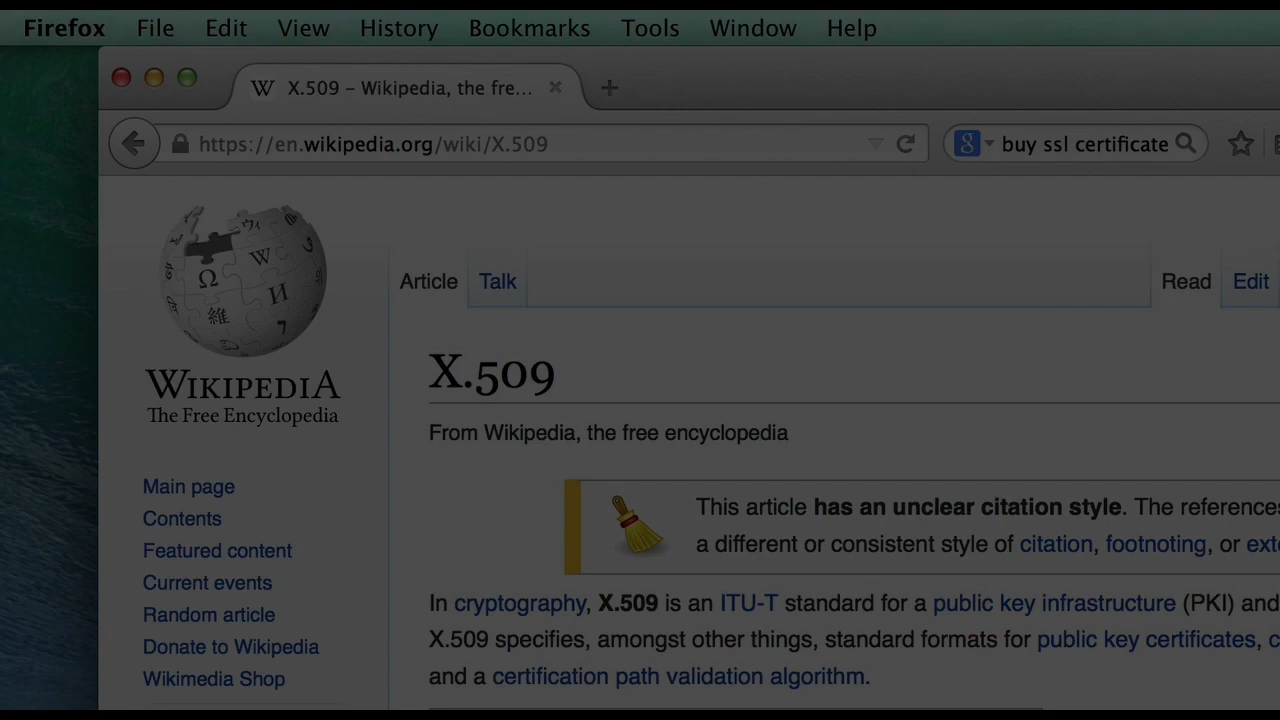 Firefox File Edit View History Bookmarks Tools Window Help
W X.509 – Wikipedia, the fre...
https://en.wikipedia.org/wiki/X.509
8 buy ssl certificate
Ω W И 維 ウィ
WIKIPEDIA
The Free Encyclopedia
Main page
Contents
Featured content
Current events
Random article
Donate to Wikipedia
Wikimedia Shop
Article Talk Read Edit
X.509
From Wikipedia, the free encyclopedia
This article has an unclear citation style. The references
a different or consistent style of citation, footnoting, or ext
In cryptography, X.509 is an ITU-T standard for a public key infrastructure (PKI) and
X.509 specifies, amongst other things, standard formats for public key certificates, c
and a certification path validation algorithm.